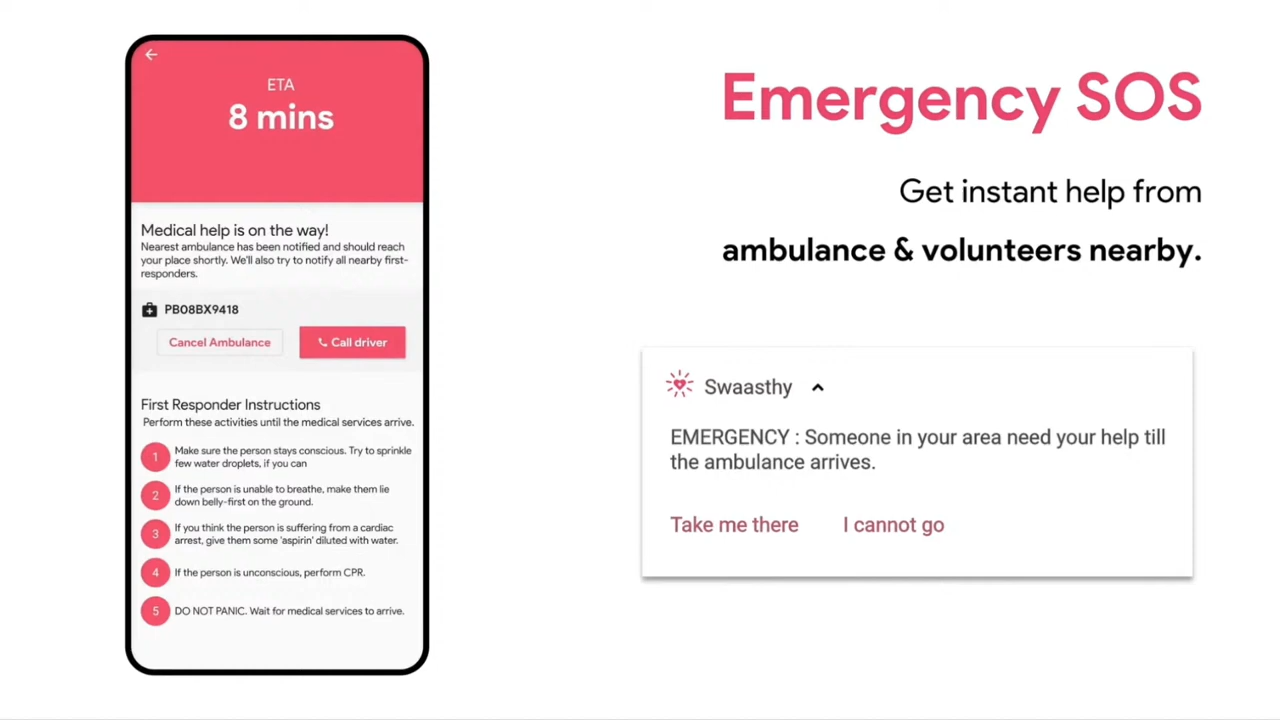 ETA
8 mins
Medical help is on the way!
Nearest ambulance has been notified and should reach
your place shortly. We'll also try to notify all nearby first-
responders.
PB08BX9418
Cancel Ambulance
Call driver
First Responder Instructions
Perform these activities until the medical services arrive.
1 Make sure the person stays conscious. Try to sprinkle
few water droplets, if you can
2 If the person is unable to breathe, make them lie
down belly-first on the ground.
3 If you think the person is suffering from a cardiac
arrest, give them some 'aspirin' diluted with water.
4 If the person is unconscious, perform CPR.
5 DO NOT PANIC. Wait for medical services to arrive.
Emergency SOS
Get instant help from
ambulance & volunteers nearby.
Swaasthy
EMERGENCY : Someone in your area need your help till
the ambulance arrives.
Take me there
I cannot go